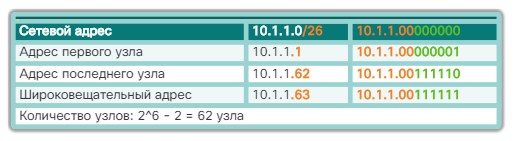 Сетевой адрес 10.1.1.0/26 10.1.1.00000000
Адрес первого узла 10.1.1.1 10.1.1.00000001
Адрес последнего узла 10.1.1.62 10.1.1.00111110
Широковещательный адрес 10.1.1.63 10.1.1.00111111
Количество узлов: 2^6 - 2 = 62 узла